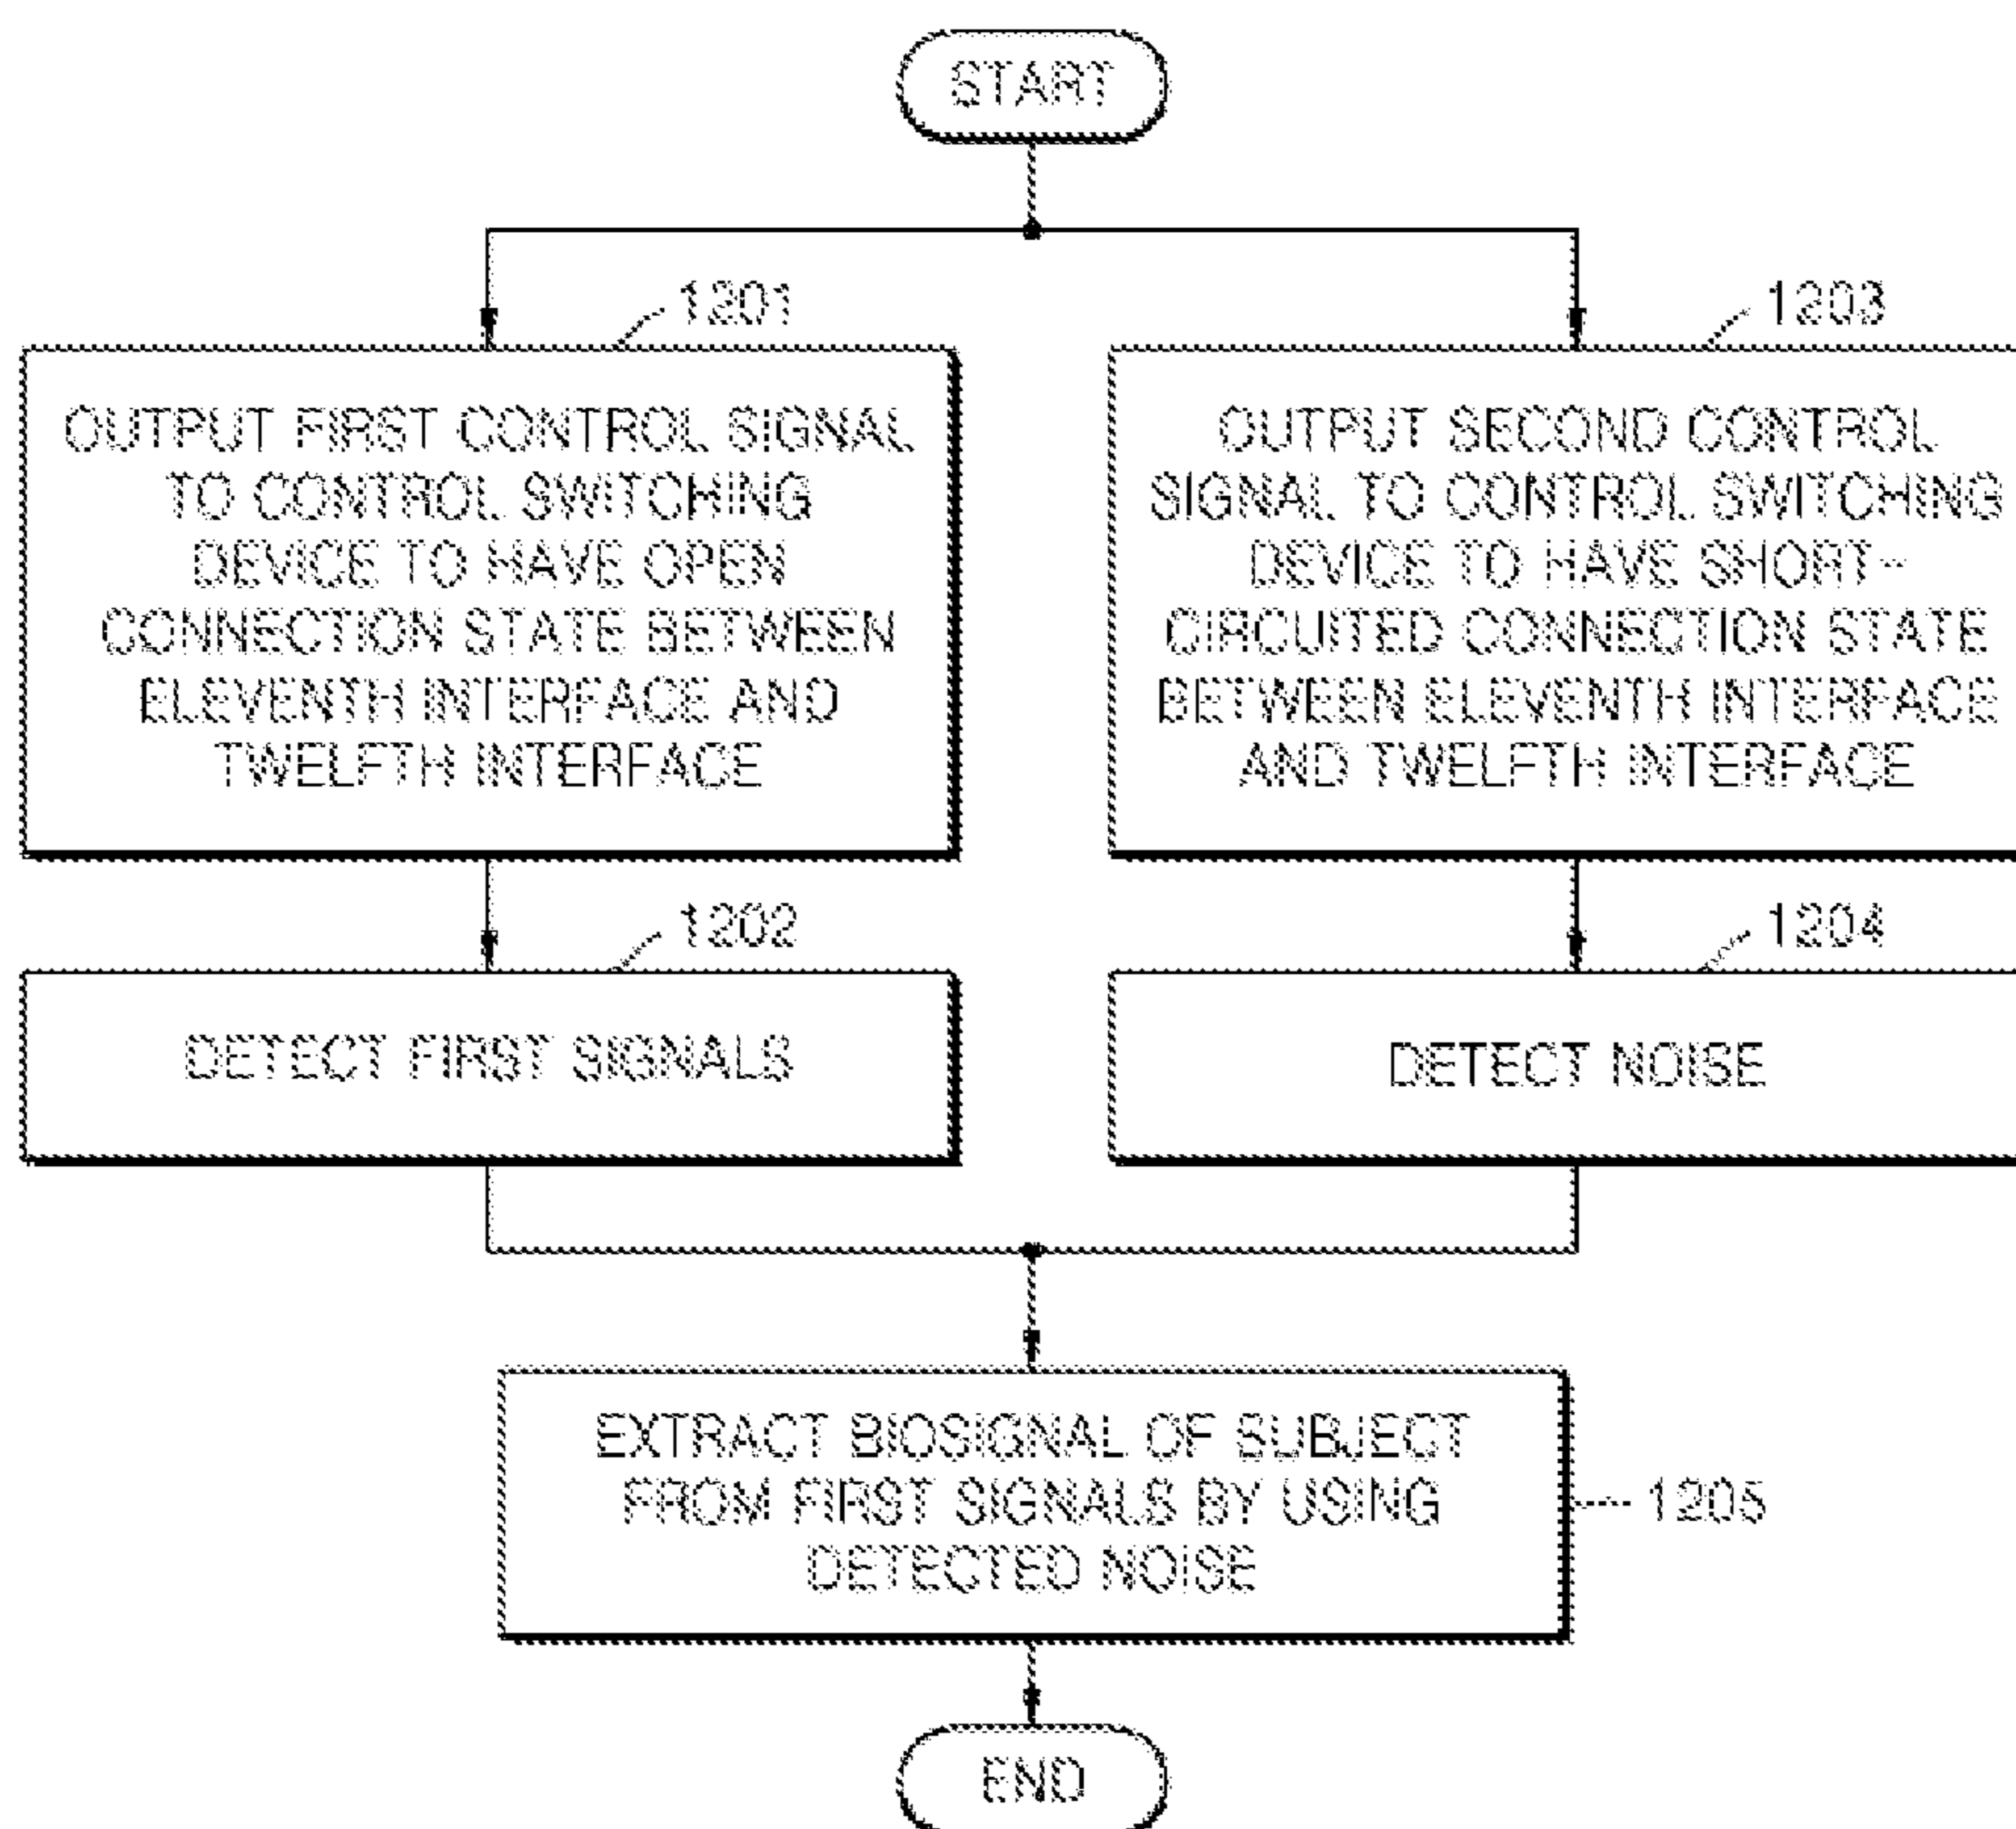 START
1201
OUTPUT FIRST CONTROL SIGNAL
TO CONTROL SWITCHING
DEVICE TO HAVE OPEN
CONNECTION STATE BETWEEN
ELEVENTH INTERFACE AND
TWELFTH INTERFACE
1203
OUTPUT SECOND CONTROL
SIGNAL TO CONTROL SWITCHING
DEVICE TO HAVE SHORT-
CIRCUITED CONNECTION STATE
BETWEEN ELEVENTH INTERFACE
AND TWELFTH INTERFACE
1202
DETECT FIRST SIGNALS
1204
DETECT NOISE
EXTRACT BIOSIGNAL OF SUBJECT
FROM FIRST SIGNALS BY USING
DETECTED NOISE
1205
END